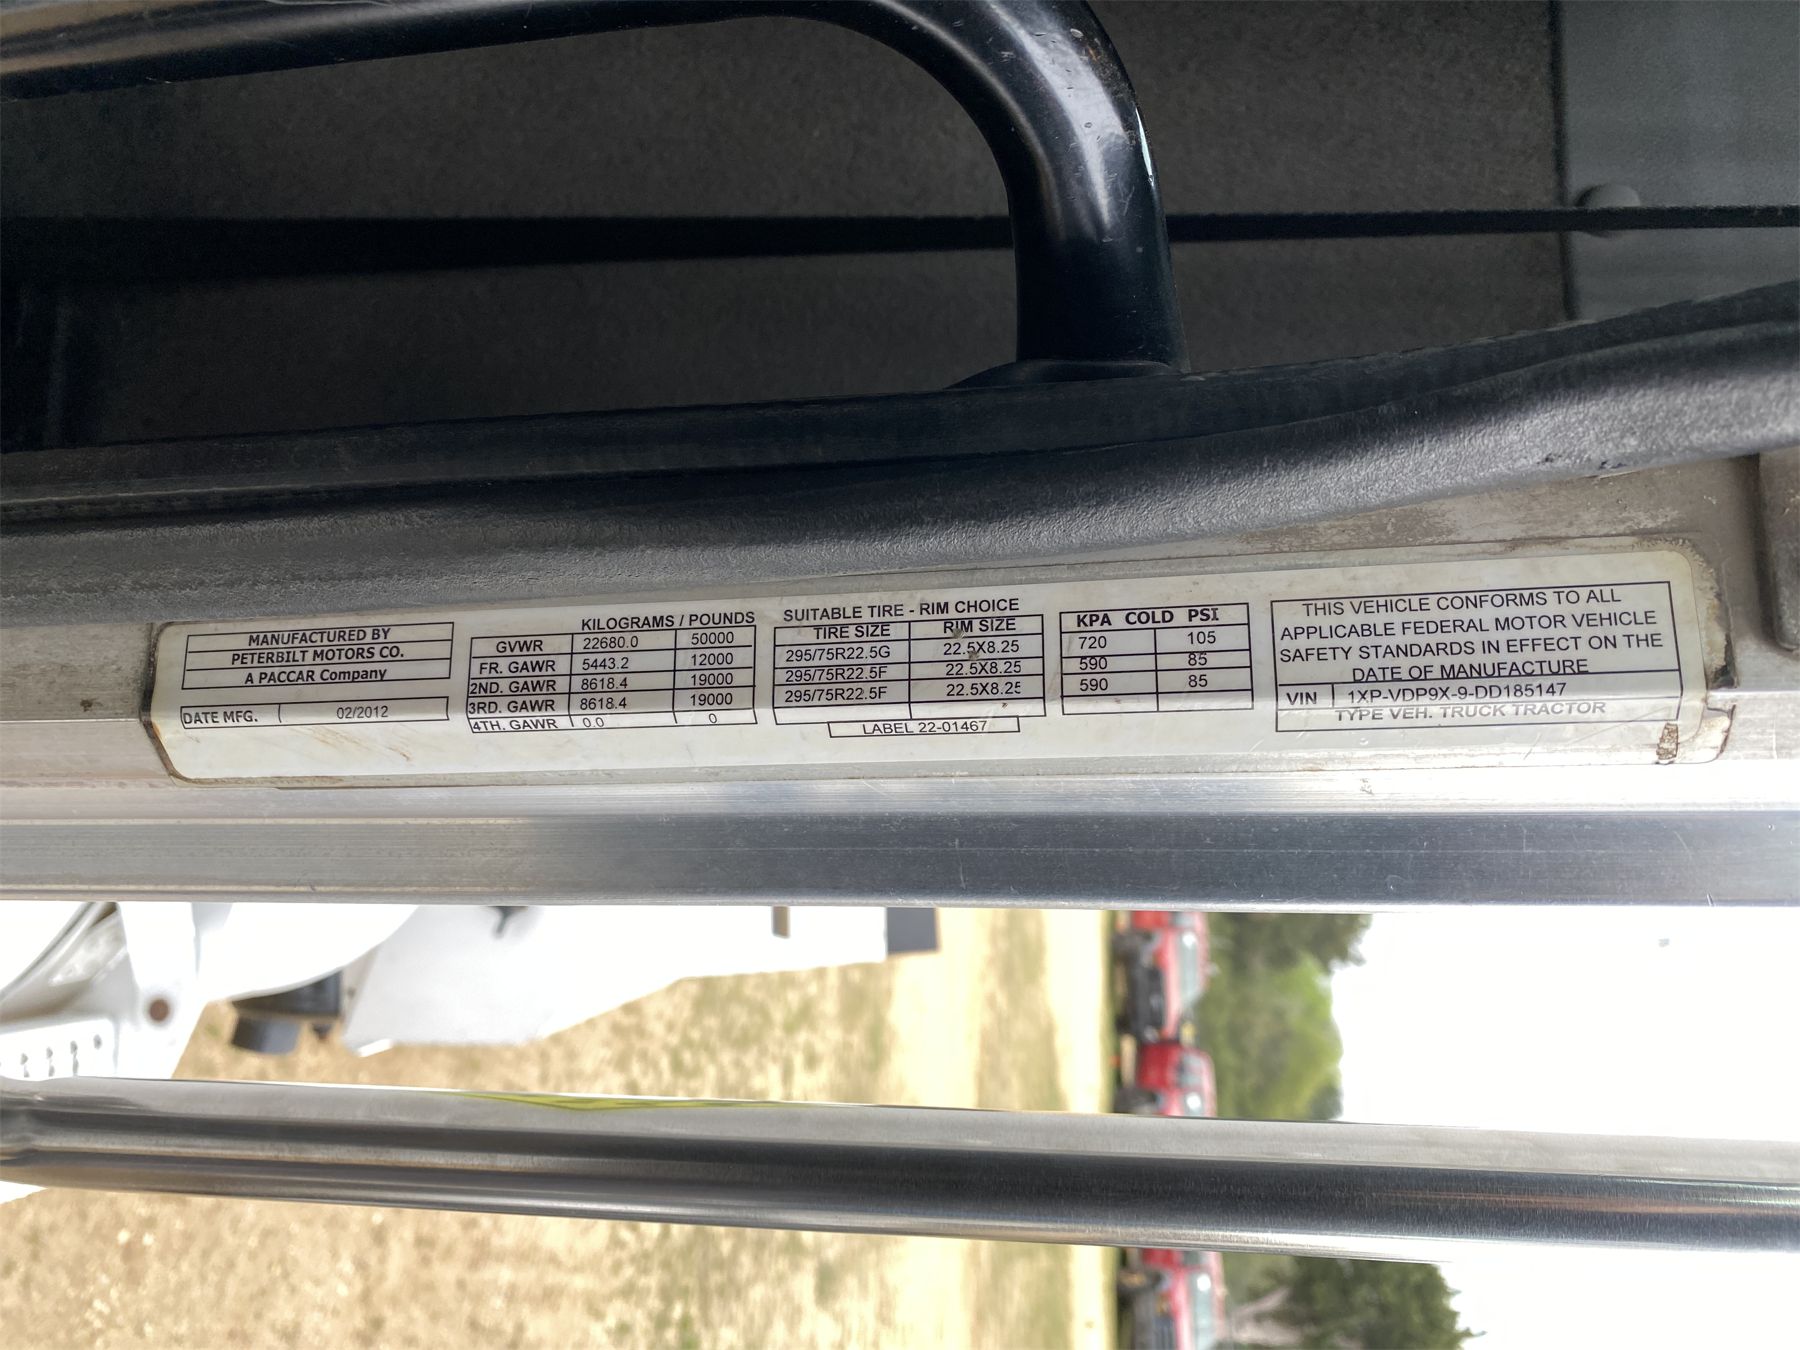 MANUFACTURED BY
PETERBILT MOTORS CO.
A PACCAR Company
DATE MFG. 02/2012
KILOGRAMS / POUNDS
GVWR 22680.0 50000
FR. GAWR 5443.2 12000
2ND. GAWR 8618.4 19000
3RD. GAWR 8618.4 19000
4TH. GAWR 0.0 0
SUITABLE TIRE - RIM CHOICE
TIRE SIZE RIM SIZE
295/75R22.5G 22.5X8.25
295/75R22.5F 22.5X8.25
295/75R22.5F 22.5X8.25
LABEL 22-01467
KPA COLD PSI
720 105
590 85
590 85
THIS VEHICLE CONFORMS TO ALL
APPLICABLE FEDERAL MOTOR VEHICLE
SAFETY STANDARDS IN EFFECT ON THE
DATE OF MANUFACTURE
VIN 1XP-VDP9X-9-DD185147
TYPE VEH. TRUCK TRACTOR